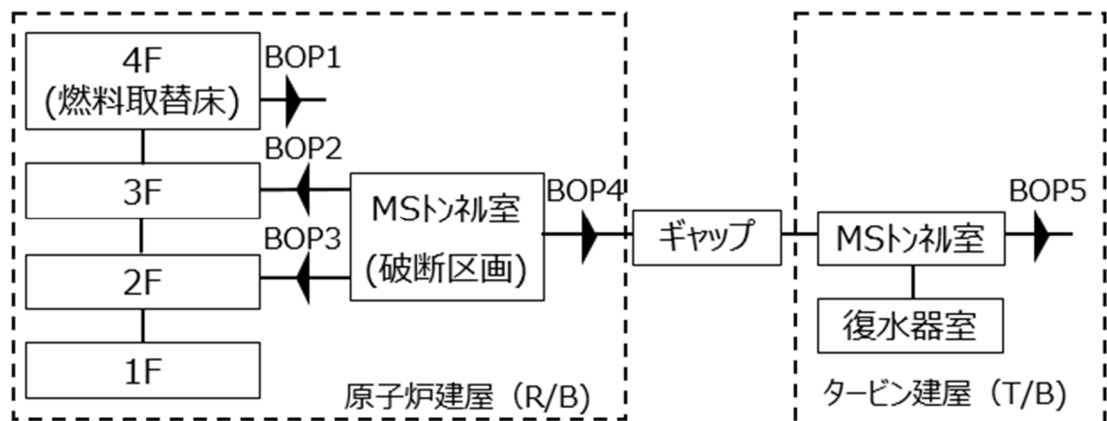 4F
(燃料取替床)
BOP1
BOP2
3F
BOP3
2F
1F
MSトンネル室
(破断区画)
BOP4
原子炉建屋（R/B)
ギャップ
MSトンネル室
BOP5
復水器室
タービン建屋（T/B)